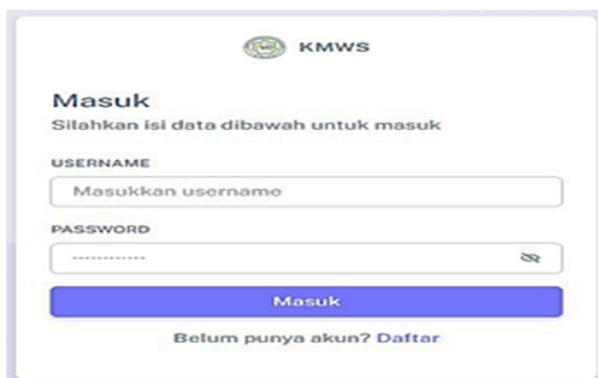 KMWS
Masuk
Silahkan isi data dibawah untuk masuk
USERNAME
Masukkan username
PASSWORD
············
Masuk
Belum punya akun? Daftar